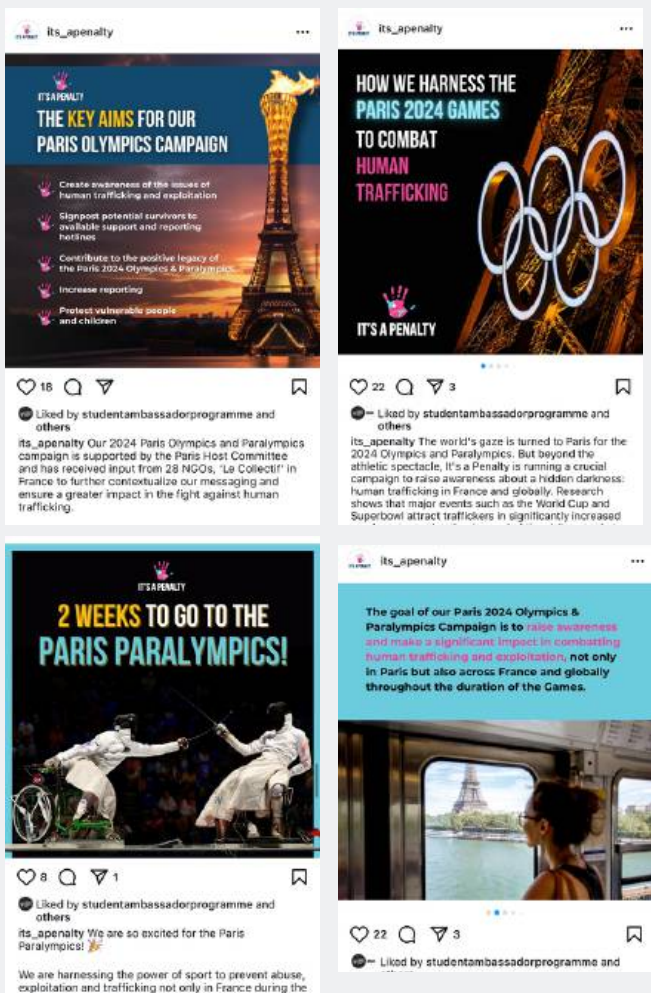 its_apenalty
IT'S A PENALTY
THE KEY AIMS FOR OUR
PARIS OLYMPICS CAMPAIGN
Create awareness of the issues of
human trafficking and exploitation
Signpost potential survivors to
available support and reporting
hotlines
Contribute to the positive legacy of
the Paris 2024 Olympics & Paralympics
Increase reporting
Protect vulnerable people
and children
18
Liked by studentambassadorprogramme and
others
its_apenalty Our 2024 Paris Olympics and Paralympics
campaign is supported by the Paris Host Committee
and has received input from 28 NGOs, 'Le Collectif' in
France to further contextualize our messaging and
ensure a greater impact in the fight against human
trafficking.
its_apenalty
HOW WE HARNESS THE
PARIS 2024 GAMES
TO COMBAT
HUMAN
TRAFFICKING
IT'S A PENALTY
22 3
Liked by studentambassadorprogramme and
others
its_apenalty The world's gaze is turned to Paris for the
2024 Olympics and Paralympics. But beyond the
athletic spectacle, It's a Penalty is running a crucial
campaign to raise awareness about a hidden darkness:
human trafficking in France and globally. Research
shows that major events such as the World Cup and
Superbowl attract traffickers in significantly increased
IT'S A PENALTY
2 WEEKS TO GO TO THE
PARIS PARALYMPICS!
8 1
Liked by studentambassadorprogramme and
others
its_apenalty We are so excited for the Paris
Paralympics! 🎉
We are harnessing the power of sport to prevent abuse,
exploitation and trafficking not only in France during the
its_apenalty
The goal of our Paris 2024 Olympics &
Paralympics Campaign is to raise awareness
and make a significant impact in combatting
human trafficking and exploitation, not only
in Paris but also across France and globally
throughout the duration of the Games.
22 3
Liked by studentambassadorprogramme and